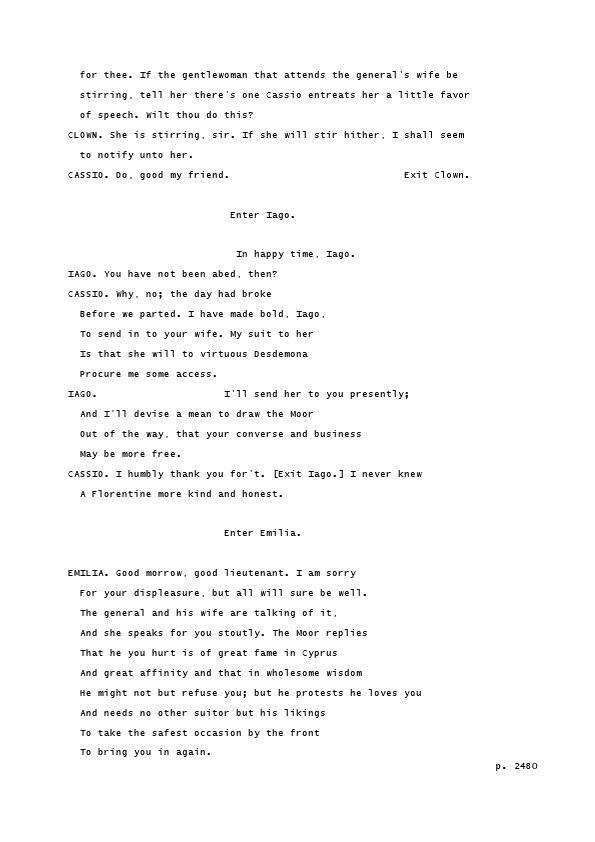 for thee. If the gentlewoman that attends the general's wife be
stirring, tell her there's one Cassio entreats her a little favor
of speech. Wilt thou do this?
CLOWN. She is stirring, sir. If she will stir hither, I shall seem
to notify unto her.
CASSIO. Do, good my friend. Exit Clown.
Enter Iago.
In happy time, Iago.
IAGO. You have not been abed, then?
CASSIO. Why, no; the day had broke
Before we parted. I have made bold, Iago,
To send in to your wife. My suit to her
Is that she will to virtuous Desdemona
Procure me some access.
IAGO. I'll send her to you presently;
And I'll devise a mean to draw the Moor
Out of the way, that your converse and business
May be more free.
CASSIO. I humbly thank you for't. [Exit Iago.] I never knew
A Florentine more kind and honest.
Enter Emilia.
EMILIA. Good morrow, good lieutenant. I am sorry
For your displeasure, but all will sure be well.
The general and his wife are talking of it,
And she speaks for you stoutly. The Moor replies
That he you hurt is of great fame in Cyprus
And great affinity and that in wholesome wisdom
He might not but refuse you; but he protests he loves you
And needs no other suitor but his likings
To take the safest occasion by the front
To bring you in again.
p. 2480